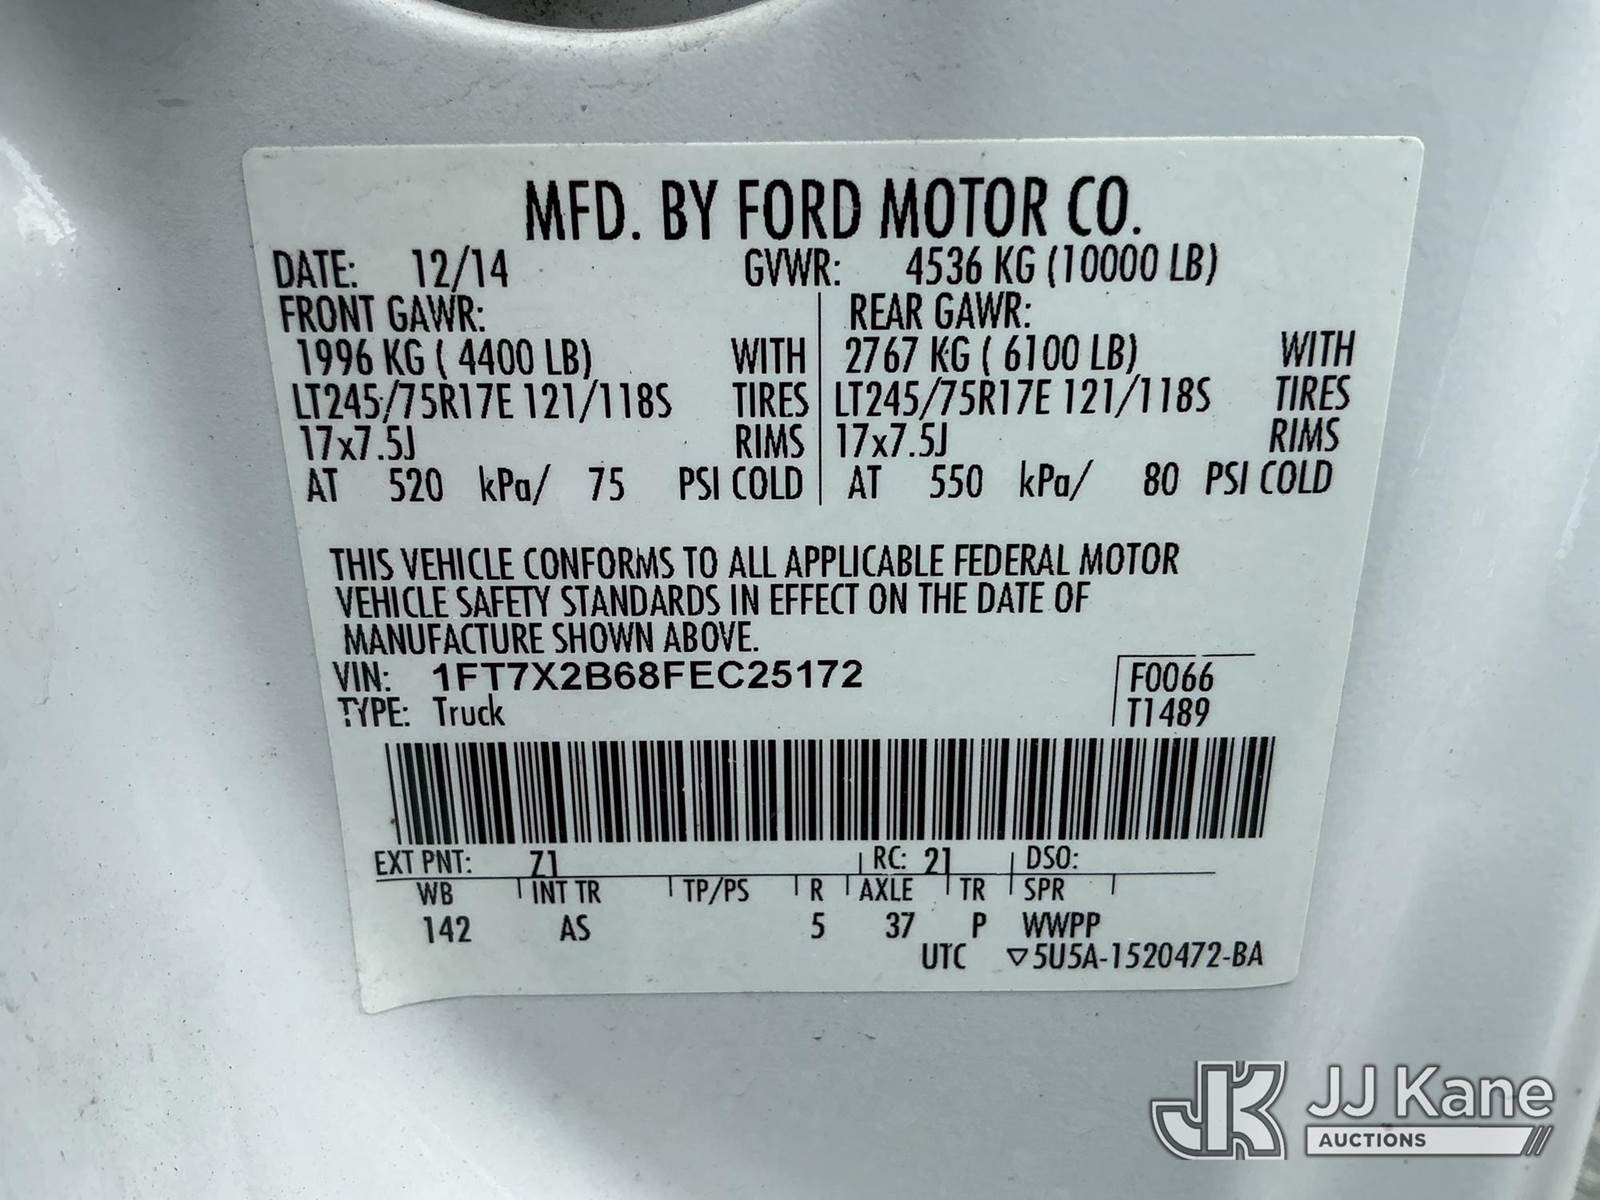 MFD. BY FORD MOTOR CO.
DATE: 12/14 GVWR: 4536 KG (10000 LB)
FRONT GAWR: REAR GAWR:
1996 KG ( 4400 LB) WITH 2767 KG ( 6100 LB) WITH
LT245/75R17E 121/118S TIRES LT245/75R17E 121/118S TIRES
17x7.5J RIMS 17x7.5J RIMS
AT 520 kPa/ 75 PSI COLD AT 550 kPa/ 80 PSI COLD
THIS VEHICLE CONFORMS TO ALL APPLICABLE FEDERAL MOTOR
VEHICLE SAFETY STANDARDS IN EFFECT ON THE DATE OF
MANUFACTURE SHOWN ABOVE.
VIN: 1FT7X2B68FEC25172 F0066
TYPE: Truck T1489
EXT PNT: Z1 RC: 21 DSO:
WB INT TR TP/PS R AXLE TR SPR
142 AS 5 37 P WWPP
UTC ▽5U5A-1520472-BA
JK JJ Kane
AUCTIONS